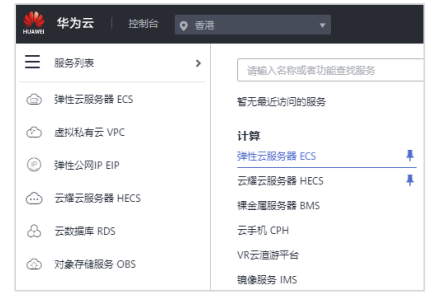 HUAWEI 华为云 控制台 香港
服务列表
弹性云服务器 ECS
虚拟私有云 VPC
弹性公网IP EIP
云耀云服务器 HECS
云数据库 RDS
对象存储服务 OBS
请输入名称或者功能查找服务
暂无最近访问的服务
计算
弹性云服务器 ECS
云耀云服务器 HECS
裸金属服务器 BMS
云手机 CPH
VR云渲游平台
镜像服务 IMS